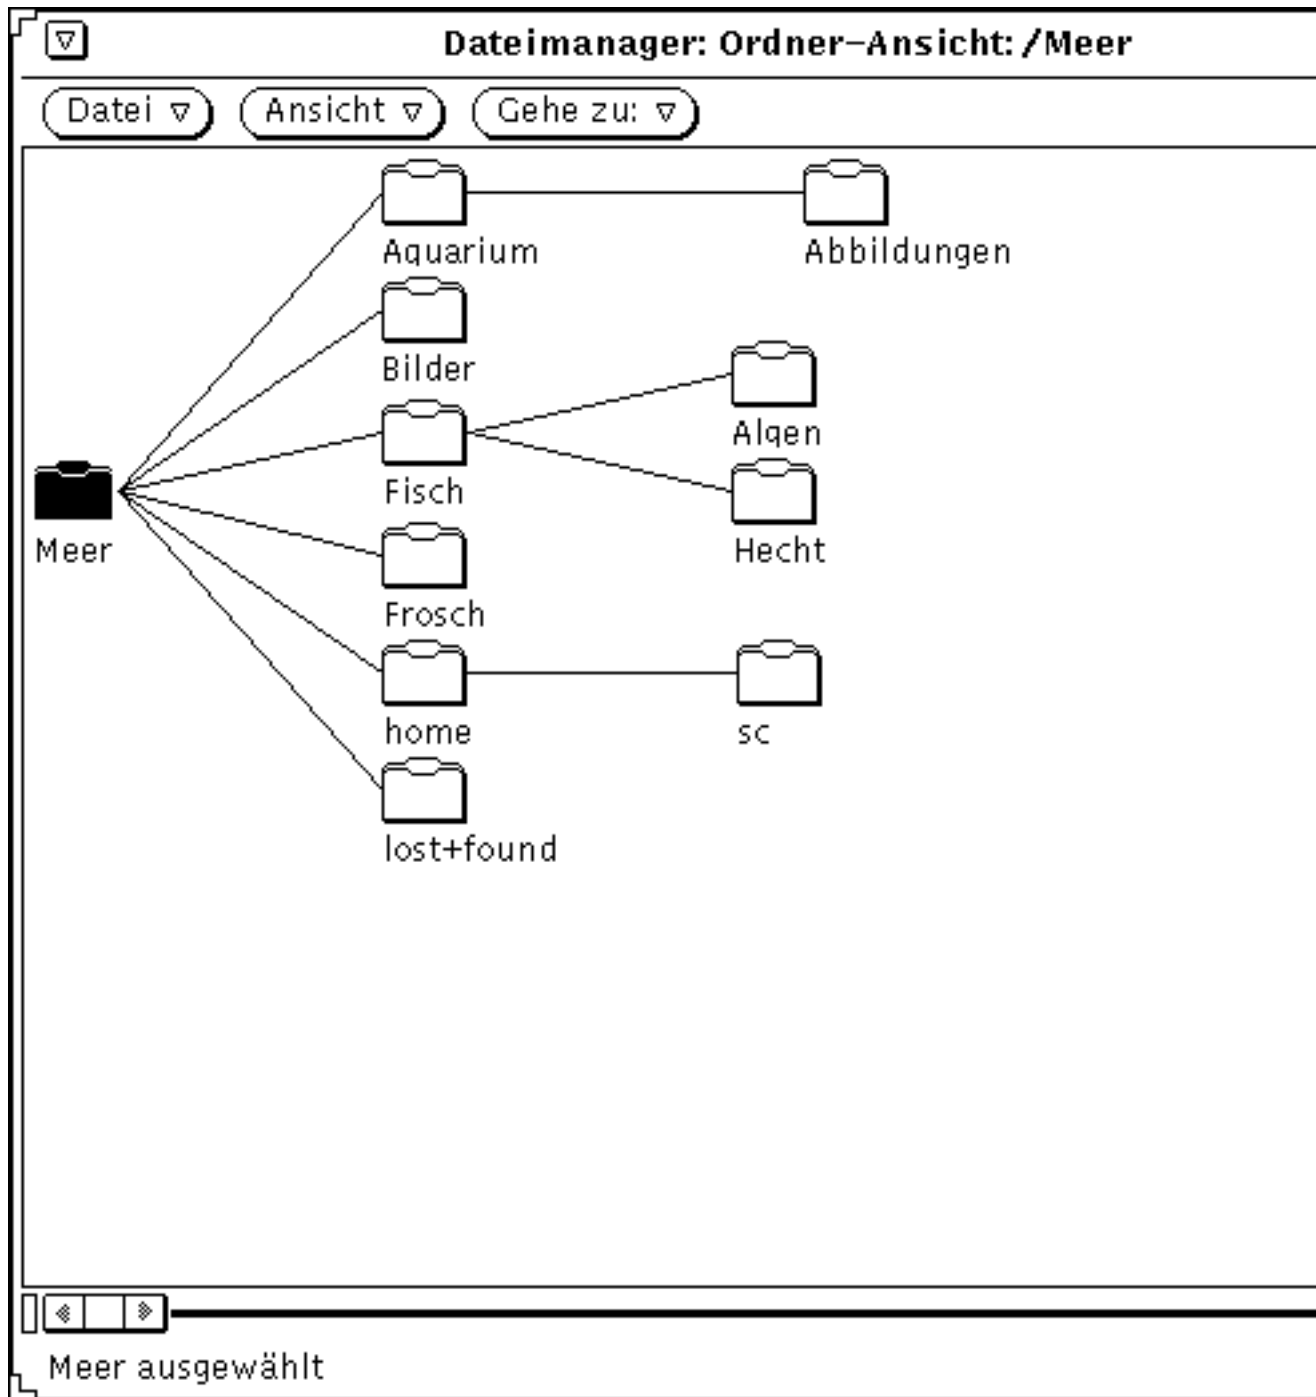 Dateimanager: Ordner-Ansicht: /Meer
Datei Ansicht Gehe zu:
Aquarium Abbildungen
Bilder
Algen
Fisch
Meer Hecht
Frosch
home sc
lost+found
Meer ausgewählt